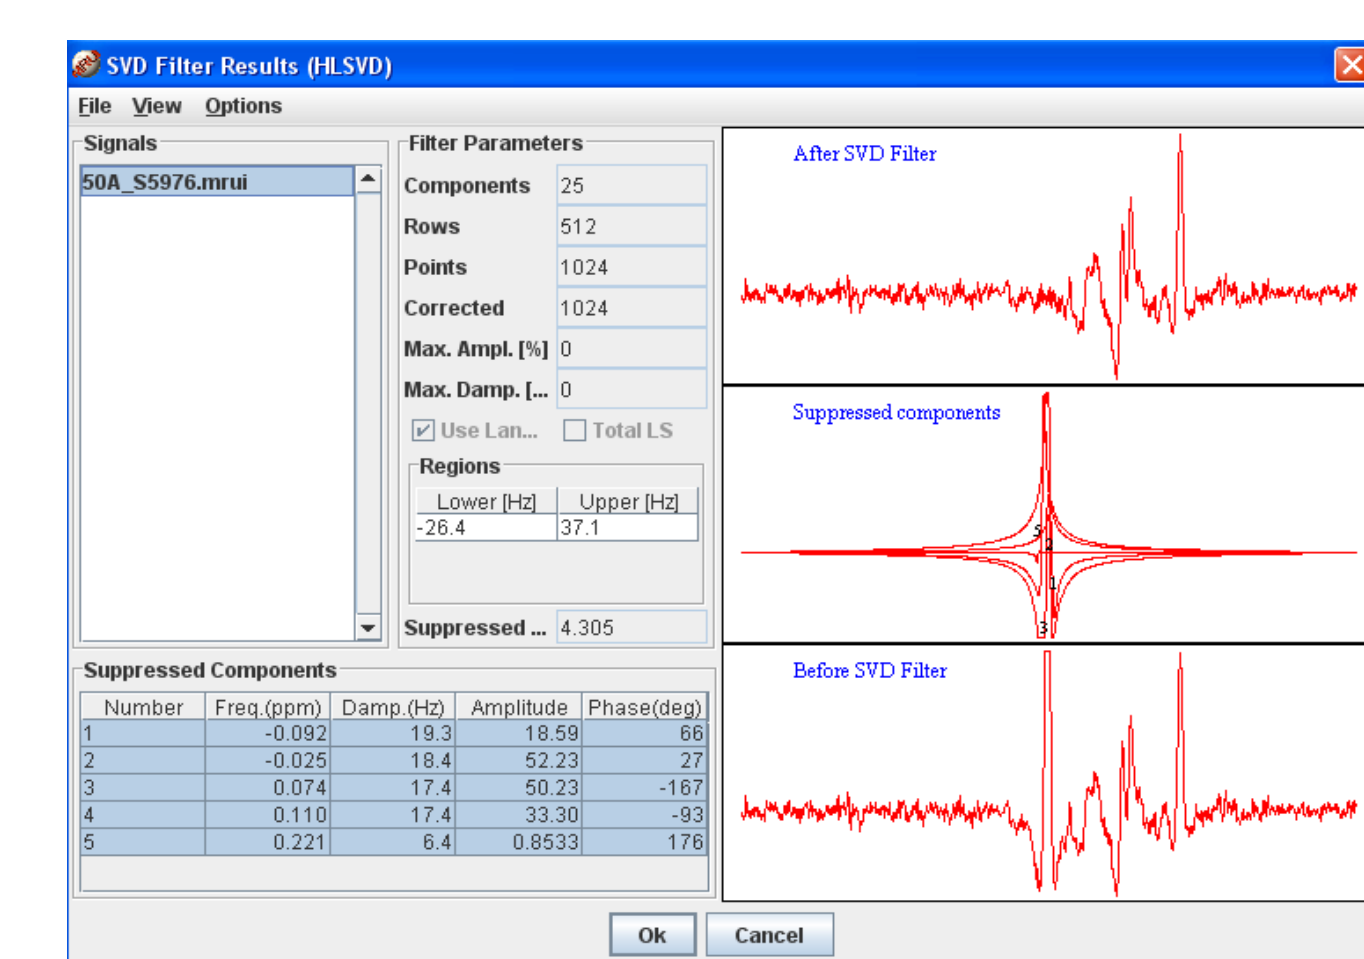 SVD Filter Results (HLSVD)
File View Options
Signals
50A_S5976.mrui
Filter Parameters
Components 25
Rows 512
Points 1024
Corrected 1024
Max. Ampl. [%] 0
Max. Damp. [... 0
Use Lan... Total LS
Regions
Lower [Hz] Upper [Hz]
-26.4 37.1
Suppressed ... 4.305
Suppressed Components
Number Freq.(ppm) Damp.(Hz) Amplitude Phase(deg)
1 -0.092 19.3 18.59 66
2 -0.025 18.4 52.23 27
3 0.074 17.4 50.23 -167
4 0.110 17.4 33.30 -93
5 0.221 6.4 0.8533 176
After SVD Filter
Suppressed components
5
2
1
3
Before SVD Filter
Ok Cancel